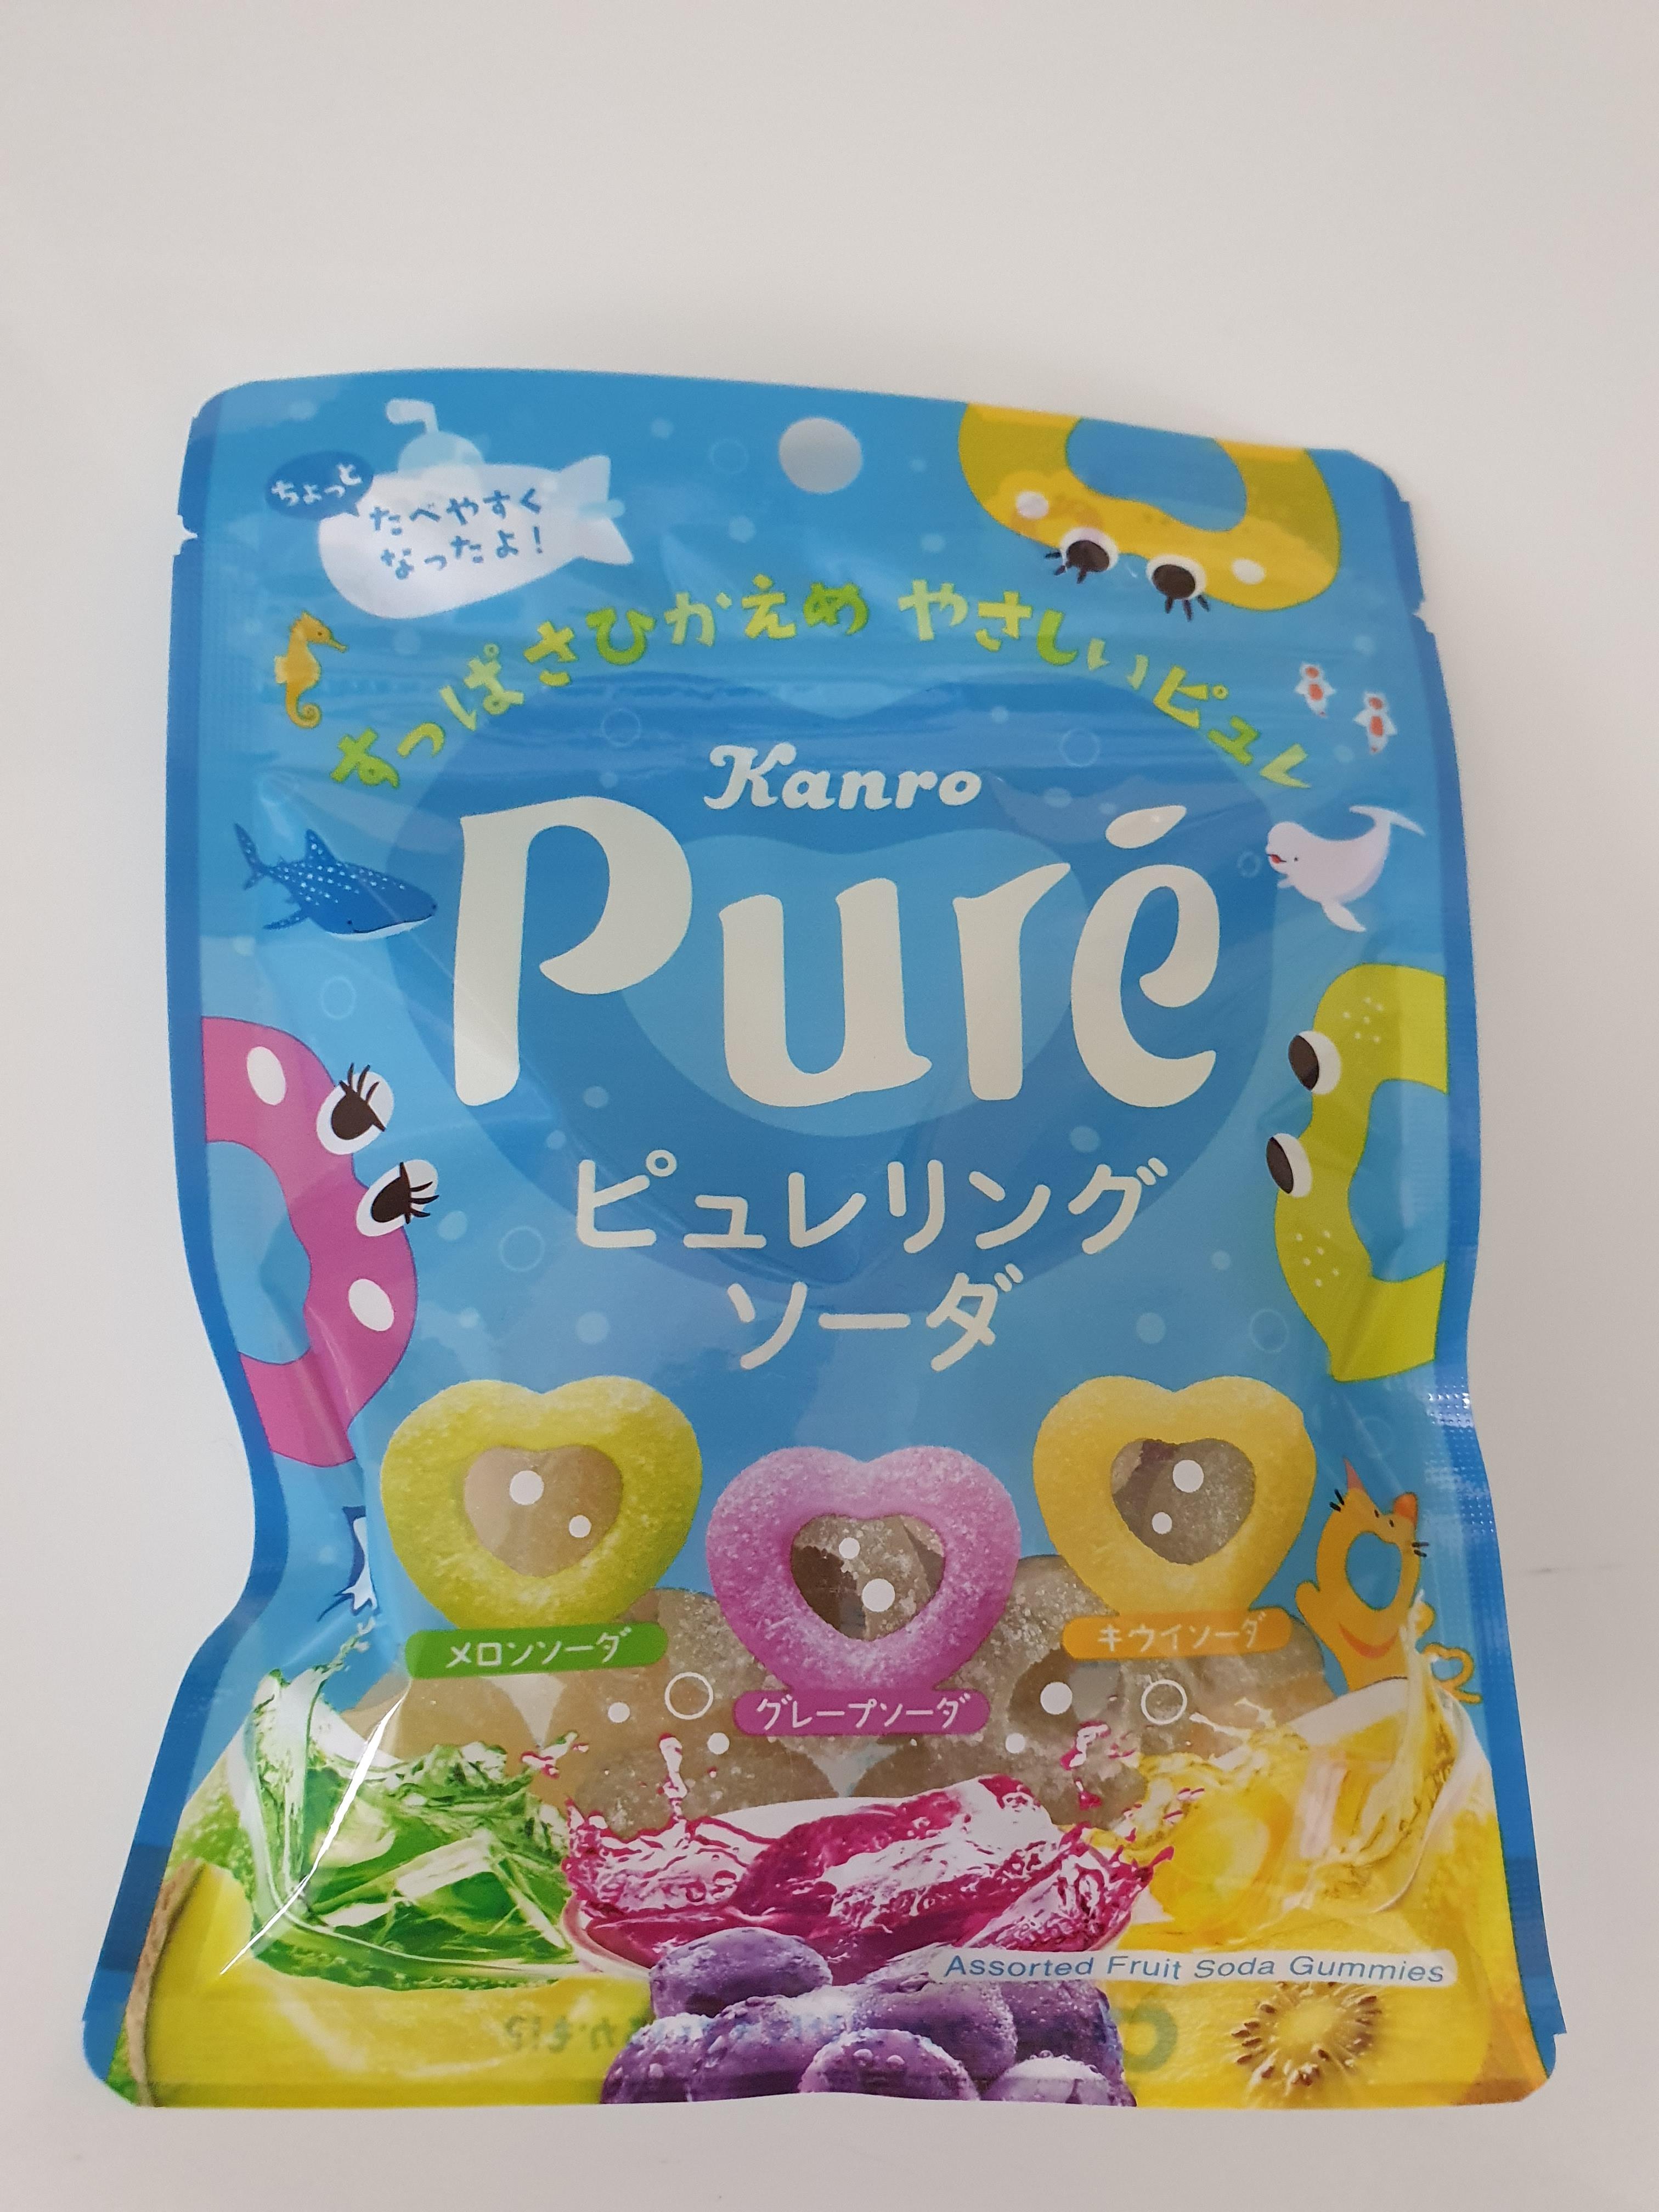 ちょっと
たべやすく
なったよ!
すっぱさひかえめ やさしいピュレ
Kanro
Puré
ピュレリング
ソーダ
メロンソーダ
グレープソーダ
キウイソーダ
Assorted Fruit Soda Gummies